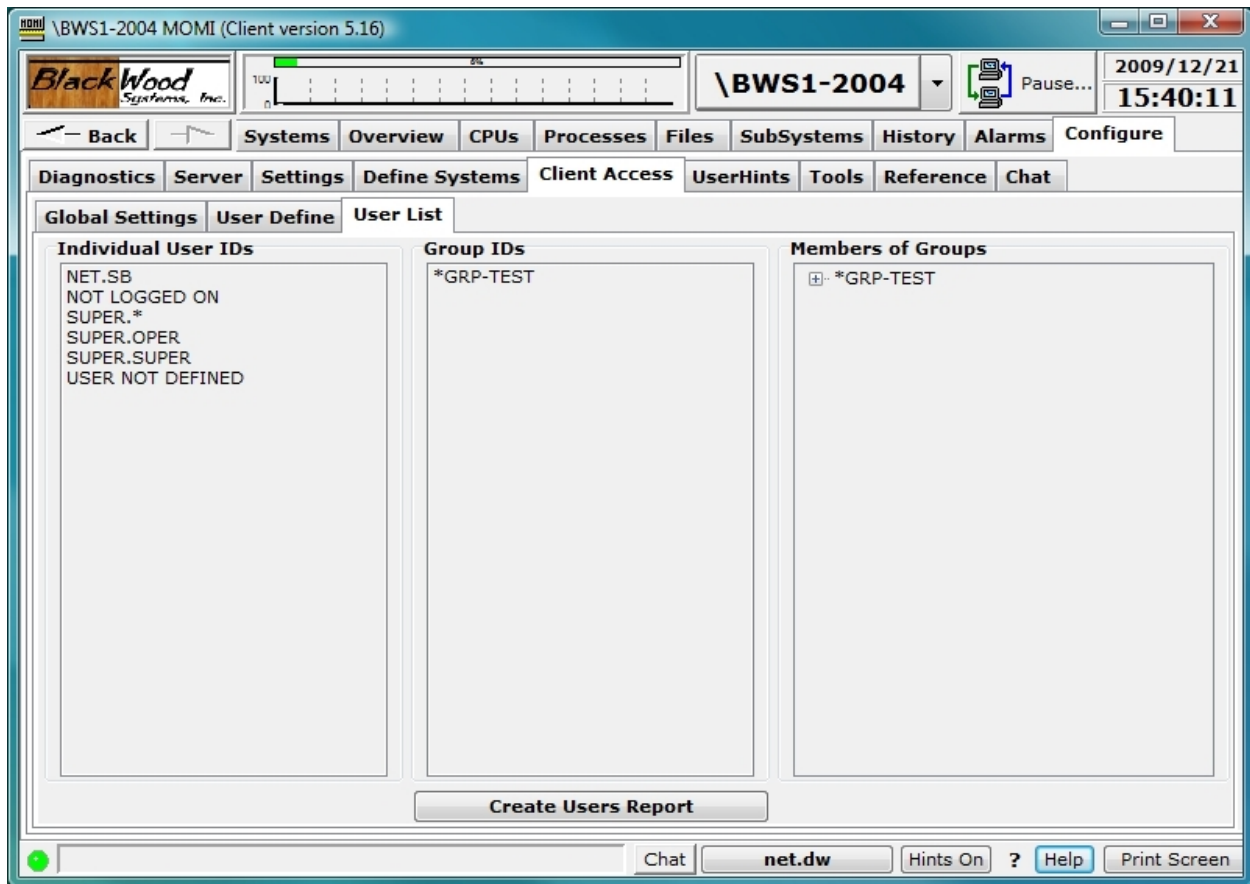 MOMI \BWS1-2004 MOMI (Client version 5.16)
BlackWood
Systems, Inc.
6%
100
0
\BWS1-2004
Pause...
2009/12/21
15:40:11
Back
Systems Overview CPUs Processes Files SubSystems History Alarms Configure
Diagnostics Server Settings Define Systems Client Access UserHints Tools Reference Chat
Global Settings User Define User List
Individual User IDs
NET.SB
NOT LOGGED ON
SUPER.*
SUPER.OPER
SUPER.SUPER
USER NOT DEFINED
Group IDs
*GRP-TEST
Members of Groups
*GRP-TEST
Create Users Report
Chat net.dw Hints On ? Help Print Screen